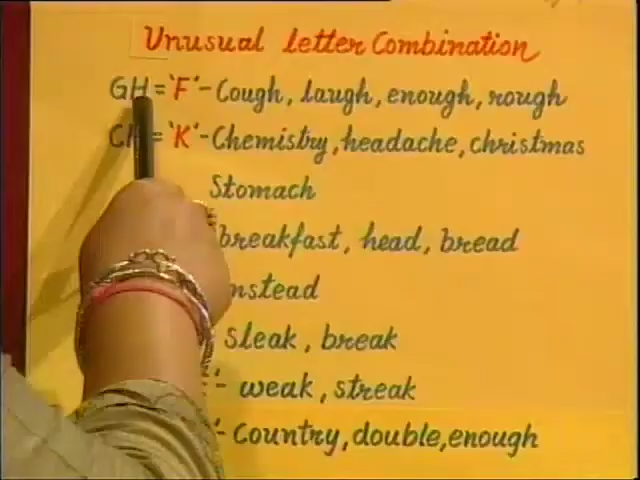 Unusual letter Combination
GH = 'F' - Cough, laugh, enough, rough
CH = 'K' - Chemistry, headache, christmas
Stomach
breakfast, head, bread
nstead
sleak, break
'- weak, streak
'- Country, double, enough